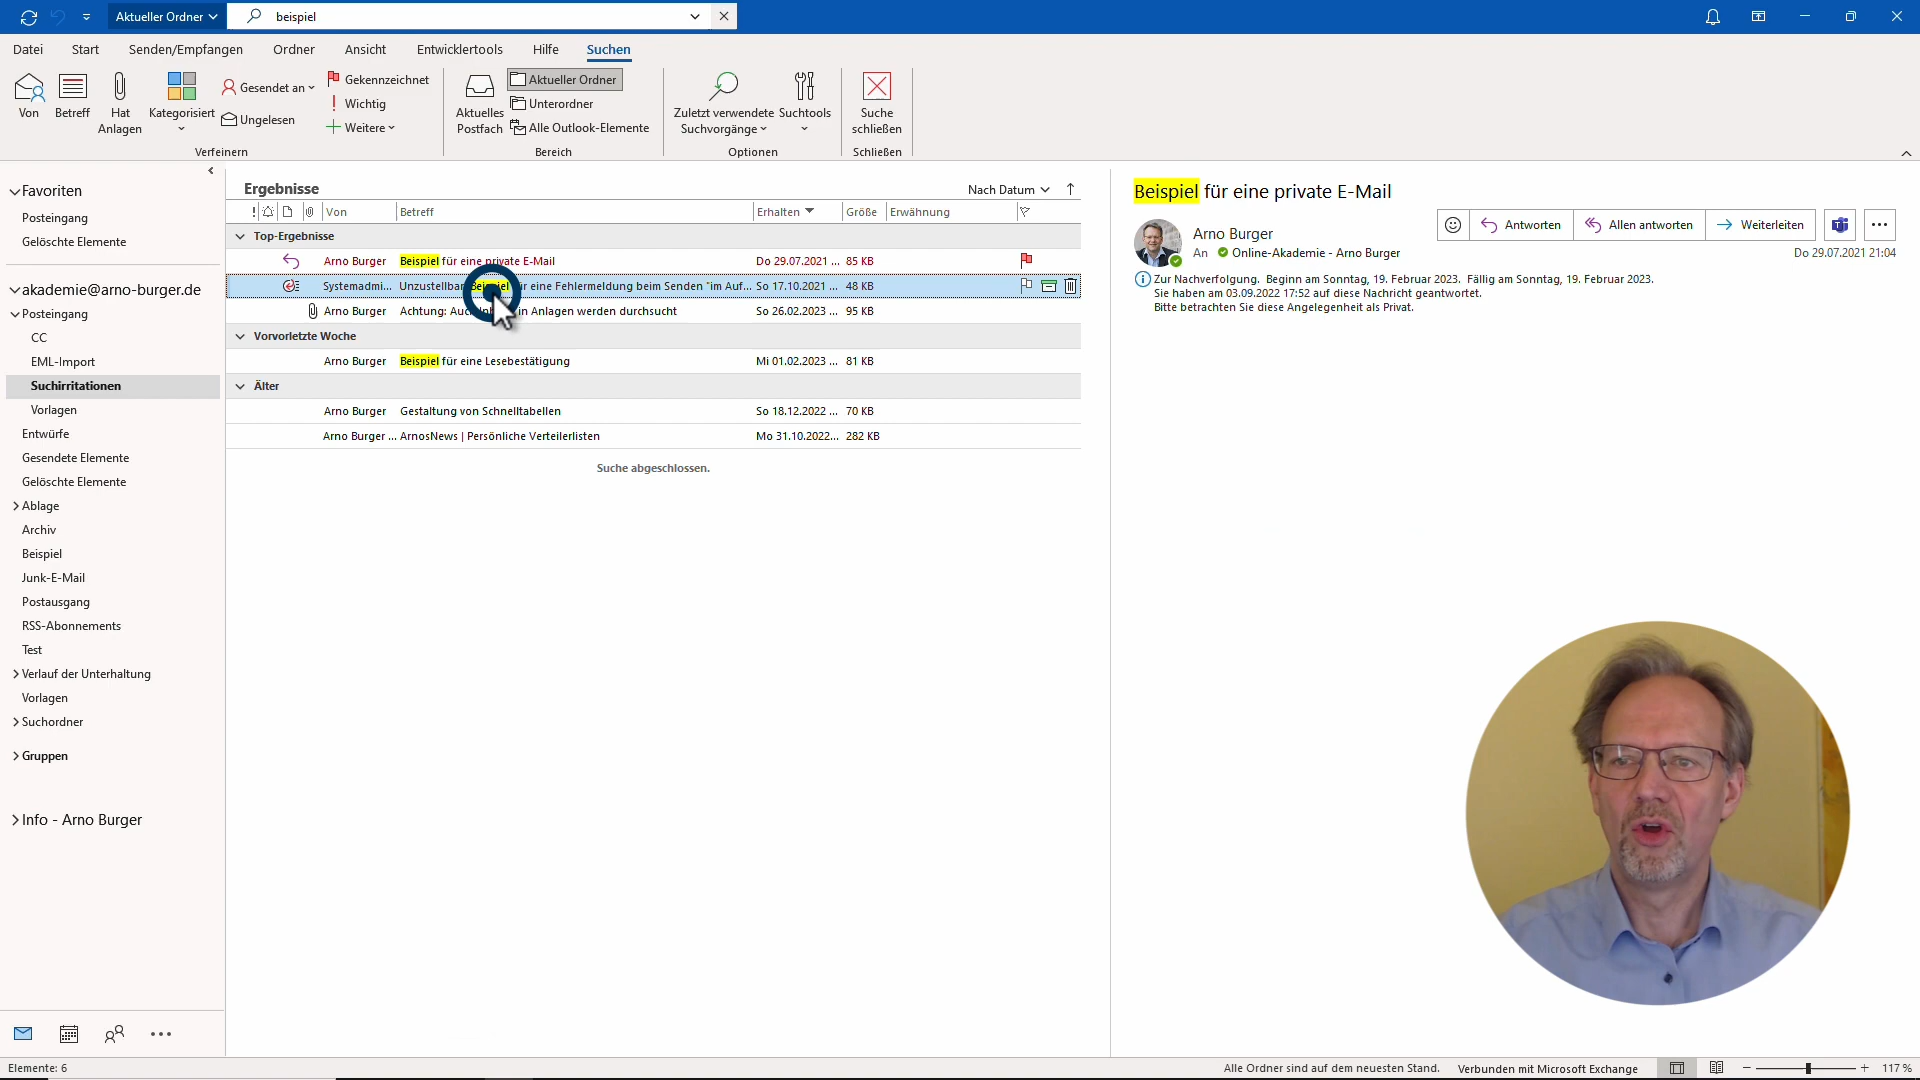 Aktueller Ordner
beispiel
Datei Start Senden/Empfangen Ordner Ansicht Entwicklertools Hilfe Suchen
Von
Betreff
Hat Anlagen
Kategorisiert
Gesendet an
Ungelesen
Gekennzeichnet
Wichtig
Weitere
Verfeinern
Aktuelles Postfach
Aktueller Ordner
Unterordner
Alle Outlook-Elemente
Bereich
Zuletzt verwendete Suchvorgänge
Suchtools
Optionen
Suche schließen
Schließen
Favoriten
Posteingang
Gelöschte Elemente
akademie@arno-burger.de
Posteingang
CC
EML-Import
Suchirritationen
Vorlagen
Entwürfe
Gesendete Elemente
Gelöschte Elemente
Ablage
Archiv
Beispiel
Junk-E-Mail
Postausgang
RSS-Abonnements
Test
Verlauf der Unterhaltung
Vorlagen
Suchordner
Gruppen
Info - Arno Burger
Ergebnisse
Nach Datum
! Von Betreff Erhalten Größe Erwähnung
Top-Ergebnisse
Arno Burger Beispiel für eine private E-Mail Do 29.07.2021 ... 85 KB
Systemadmi... Unzustellbar: Beispiel für eine Fehlermeldung beim Senden "im Auf... So 17.10.2021 ... 48 KB
Arno Burger Achtung: in Anlagen werden durchsucht So 26.02.2023 ... 95 KB
Vorvorletzte Woche
Arno Burger Beispiel für eine Lesebestätigung Mi 01.02.2023 ... 81 KB
Älter
Arno Burger Gestaltung von Schnelltabellen So 18.12.2022 ... 70 KB
Arno Burger ... ArnosNews | Persönliche Verteilerlisten Mo 31.10.2022... 282 KB
Suche abgeschlossen.
Beispiel für eine private E-Mail
Arno Burger
An Online-Akademie - Arno Burger
Antworten Allen antworten Weiterleiten
Do 29.07.2021 21:04
Zur Nachverfolgung. Beginn am Sonntag, 19. Februar 2023. Fällig am Sonntag, 19. Februar 2023.
Sie haben am 03.09.2022 17:52 auf diese Nachricht geantwortet.
Bitte betrachten Sie diese Angelegenheit als Privat.
Elemente: 6
Alle Ordner sind auf dem neuesten Stand. Verbunden mit Microsoft Exchange
117 %